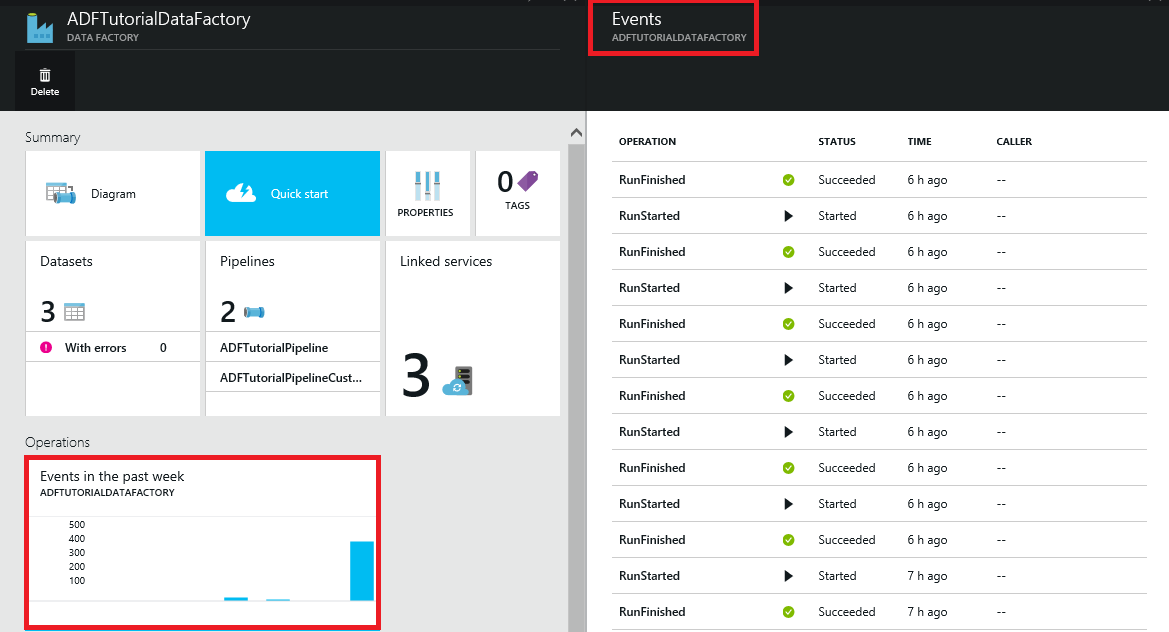 ADFTutorialDataFactory
DATA FACTORY
Delete
Summary
Diagram
Quick start
PROPERTIES
0
TAGS
Datasets
3
With errors 0
Pipelines
2
ADFTutorialPipeline
ADFTutorialPipelineCust...
Linked services
3
Operations
Events in the past week
ADFTUTORIALDATAFACTORY
500
400
300
200
100
Events
ADFTUTORIALDATAFACTORY
OPERATION STATUS TIME CALLER
RunFinished Succeeded 6 h ago --
RunStarted Started 6 h ago --
RunFinished Succeeded 6 h ago --
RunStarted Started 6 h ago --
RunFinished Succeeded 6 h ago --
RunStarted Started 6 h ago --
RunFinished Succeeded 6 h ago --
RunStarted Started 6 h ago --
RunFinished Succeeded 6 h ago --
RunStarted Started 6 h ago --
RunFinished Succeeded 6 h ago --
RunStarted Started 7 h ago --
RunFinished Succeeded 7 h ago --